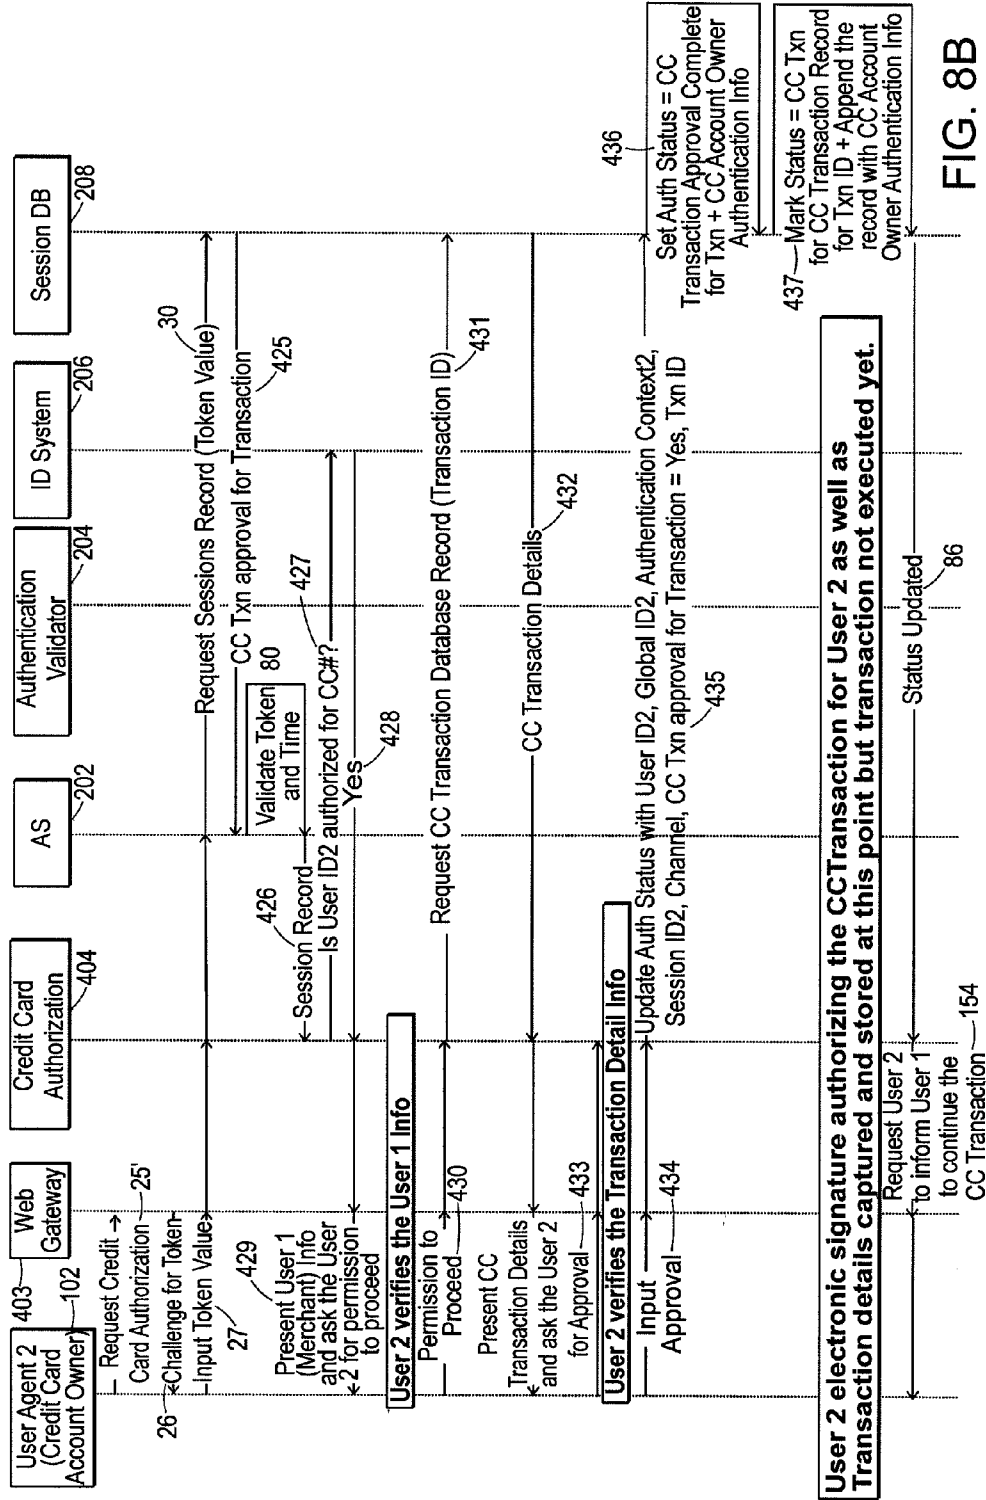 User Agent 2
(Credit Card
Account Owner)
102
403
Web
Gateway
Credit Card
Authorization
404
AS
202
Authentication
Validator
204
ID System
206
Session DB
208
Request Credit
Card Authorization
25'
26
Challenge for Token
Input Token Value
27
Request Sessions Record (Token Value)
30
CC Txn approval for Transaction
425
Validate Token
and Time
80
426
Session Record
Is User ID2 authorized for CC#?
427
Yes
428
429
Present User 1
(Merchant) Info
and ask the User
2 for permission
to proceed
User 2 verifies the User 1 Info
Permission to
Proceed
430
Request CC Transaction Database Record (Transaction ID)
431
CC Transaction Details
432
Present CC
Transaction Details
and ask the User 2
for Approval
433
User 2 verifies the Transaction Detail Info
Input
Approval
434
Update Auth Status with User ID2, Global ID2, Authentication Context2,
Session ID2, Channel, CC Txn approval for Transaction = Yes, Txn ID
435
436
Set Auth Status = CC
Transaction Approval Complete
for Txn + CC Account Owner
Authentication Info
437
Mark Status = CC Txn
for CC Transaction Record
for Txn ID + Append the
record with CC Account
Owner Authentication Info
User 2 electronic signature authorizing the CCTransaction for User 2 as well as
Transaction details captured and stored at this point but transaction not executed yet.
Status Updated
86
Request User 2
to inform User 1
to continue the
CC Transaction
154
FIG. 8B